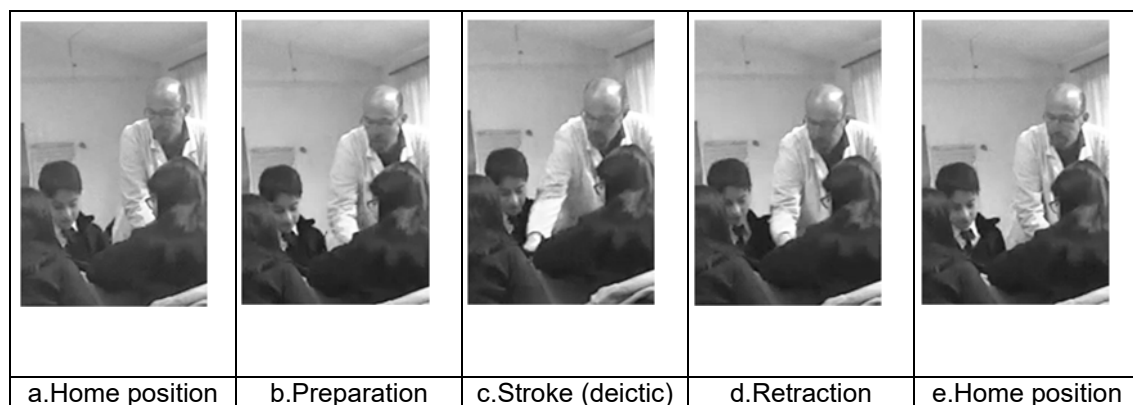 a.Home position
b.Preparation
c.Stroke (deictic)
d.Retraction
e.Home position